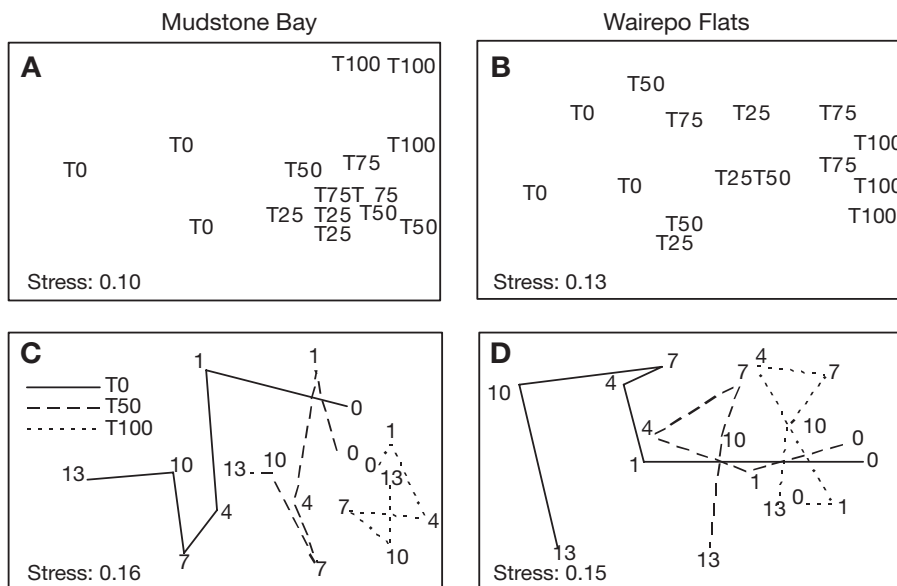 Mudstone Bay
Wairepo Flats
A
T100 T100
T0
T100
T0
T50
T75
T75T 75
T25
T25
T50
T0
T25
T50
Stress: 0.10
B
T50
T0
T75
T25
T75
T100
T75
T0
T0
T25T50
T100
T50
T100
T25
Stress: 0.13
C
T0
T50
T100
1
1
0
0
1
0
13
10
13
10
13
4
4
7
4
7
7
10
Stress: 0.16
D
7
4
7
7
10
4
4
10
10
0
1
1
0
13
0
1
13
13
Stress: 0.15